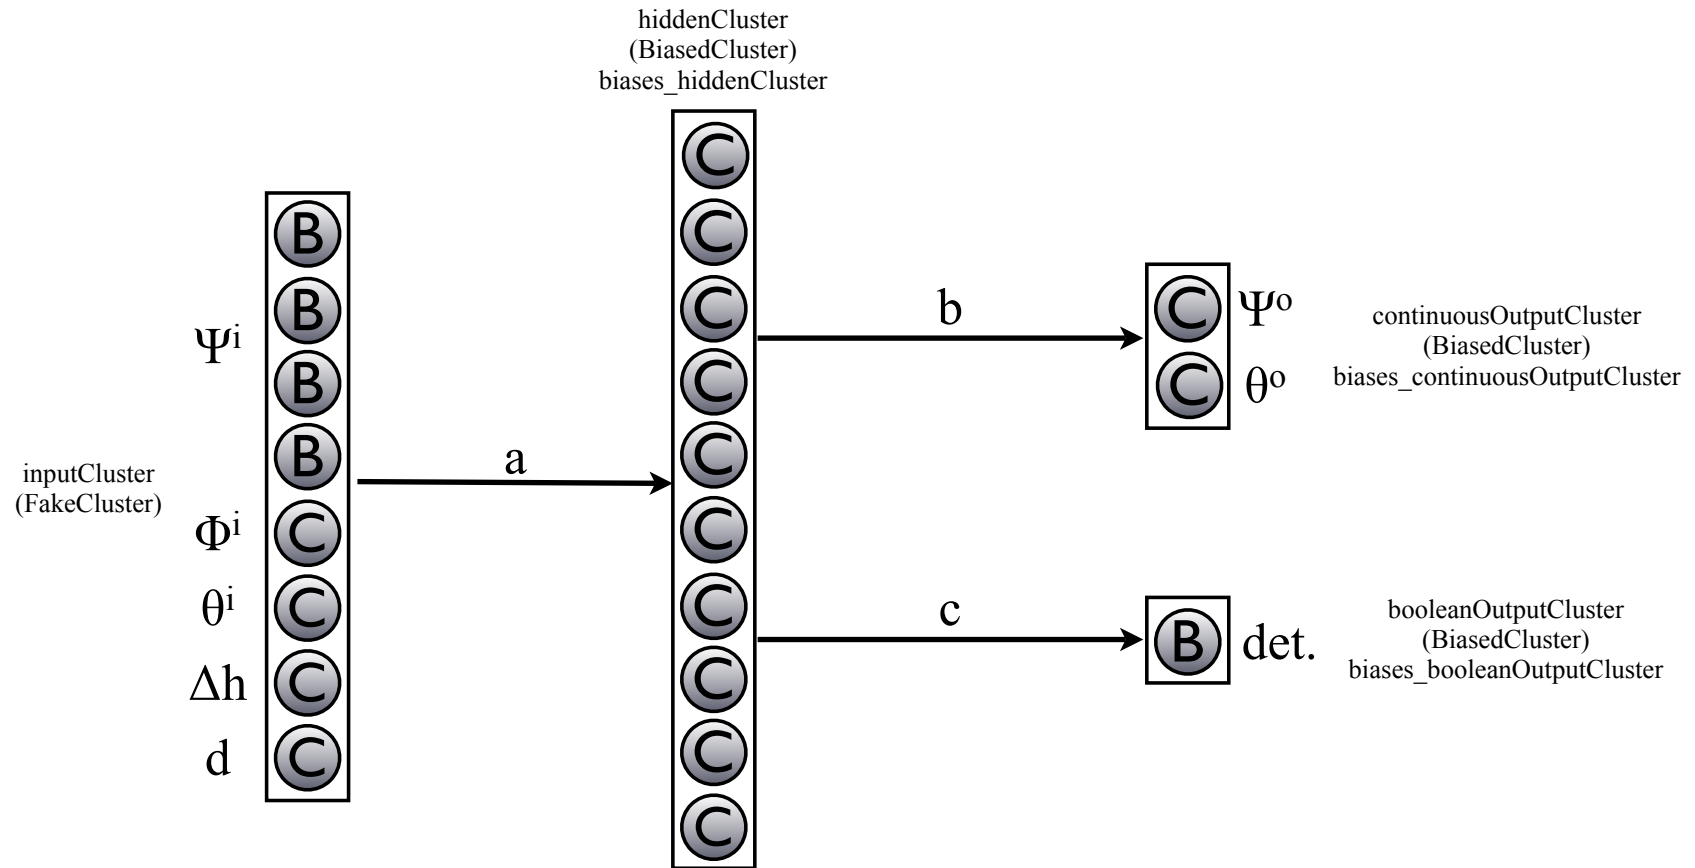 hiddenCluster
(BiasedCluster)
biases_hiddenCluster
inputCluster
(FakeCluster)
B
B
B
B
C
C
C
C
Ψⁱ
Φⁱ
θⁱ
Δh
d
a
C
C
C
C
C
C
C
C
C
C
b
c
C Ψᵒ
C θᵒ
continuousOutputCluster
(BiasedCluster)
biases_continuousOutputCluster
B det.
booleanOutputCluster
(BiasedCluster)
biases_booleanOutputCluster